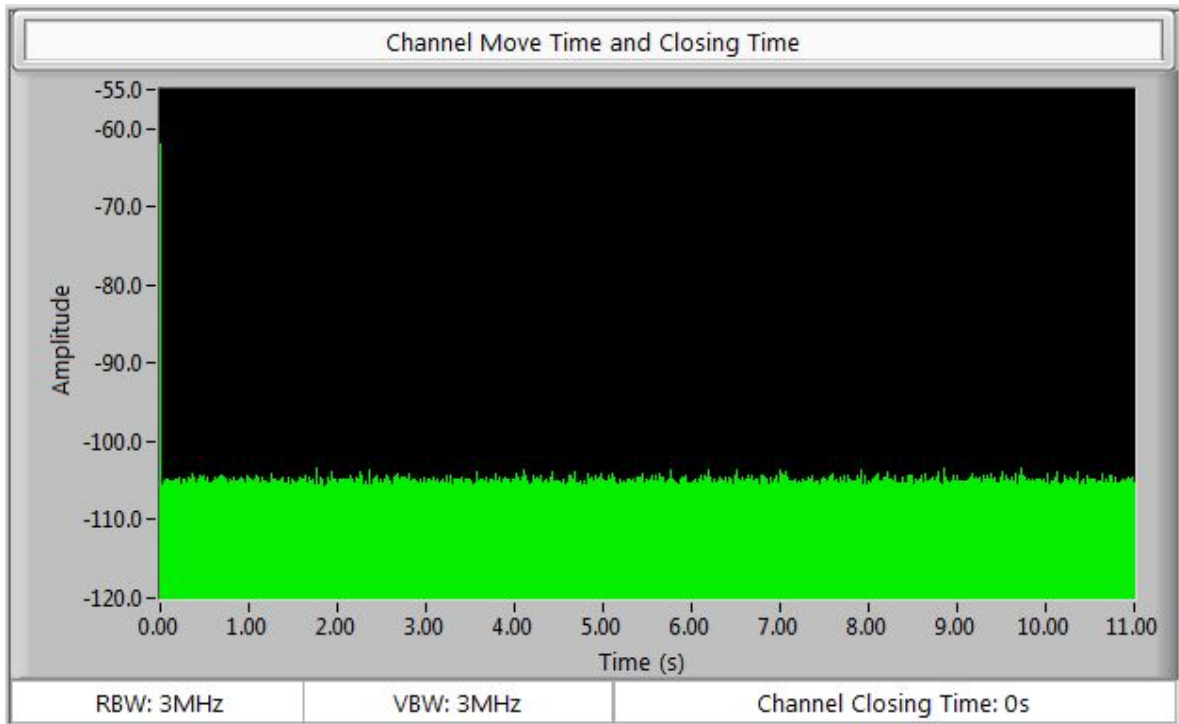 Channel Move Time and Closing Time
-55.0
-60.0
-70.0
-80.0
-90.0
-100.0
-110.0
-120.0
Amplitude
0.00 1.00 2.00 3.00 4.00 5.00 6.00 7.00 8.00 9.00 10.00 11.00
Time (s)
RBW: 3MHz VBW: 3MHz Channel Closing Time: 0s